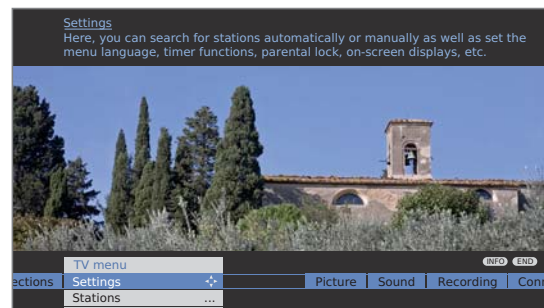 Settings
Here, you can search for stations automatically or manually as well as set the
menu language, timer functions, parental lock, on-screen displays, etc.
INFO END
TV menu
ections Settings Picture Sound Recording Conn
Stations ...